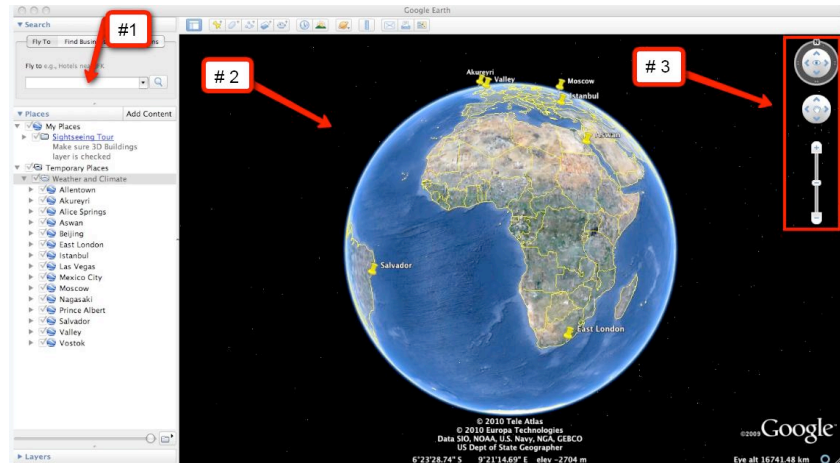 Google Earth
▼ Search
#1
Fly To Find Busin
Fly to e.g., Hotels near
▼ Places Add Content
My Places
Sightseeing Tour
Make sure 3D Buildings
layer is checked
Temporary Places
Weather and Climate
Allentown
Akureyri
Alice Springs
Aswan
Beijing
East London
Istanbul
Las Vegas
Mexico City
Moscow
Nagasaki
Prince Albert
Salvador
Valley
Vostok
▶ Layers
# 2
# 3
N
Akureyri
Valley
Moscow
Istanbul
Aswan
Salvador
East London
© 2010 Tele Atlas
© 2010 Europa Technologies
Data SIO, NOAA, U.S. Navy, NGA, GEBCO
US Dept of State Geographer
6°23'28.74" S 9°21'14.69" E elev -2704 m
©2009 Google
Eye alt 16741.48 km